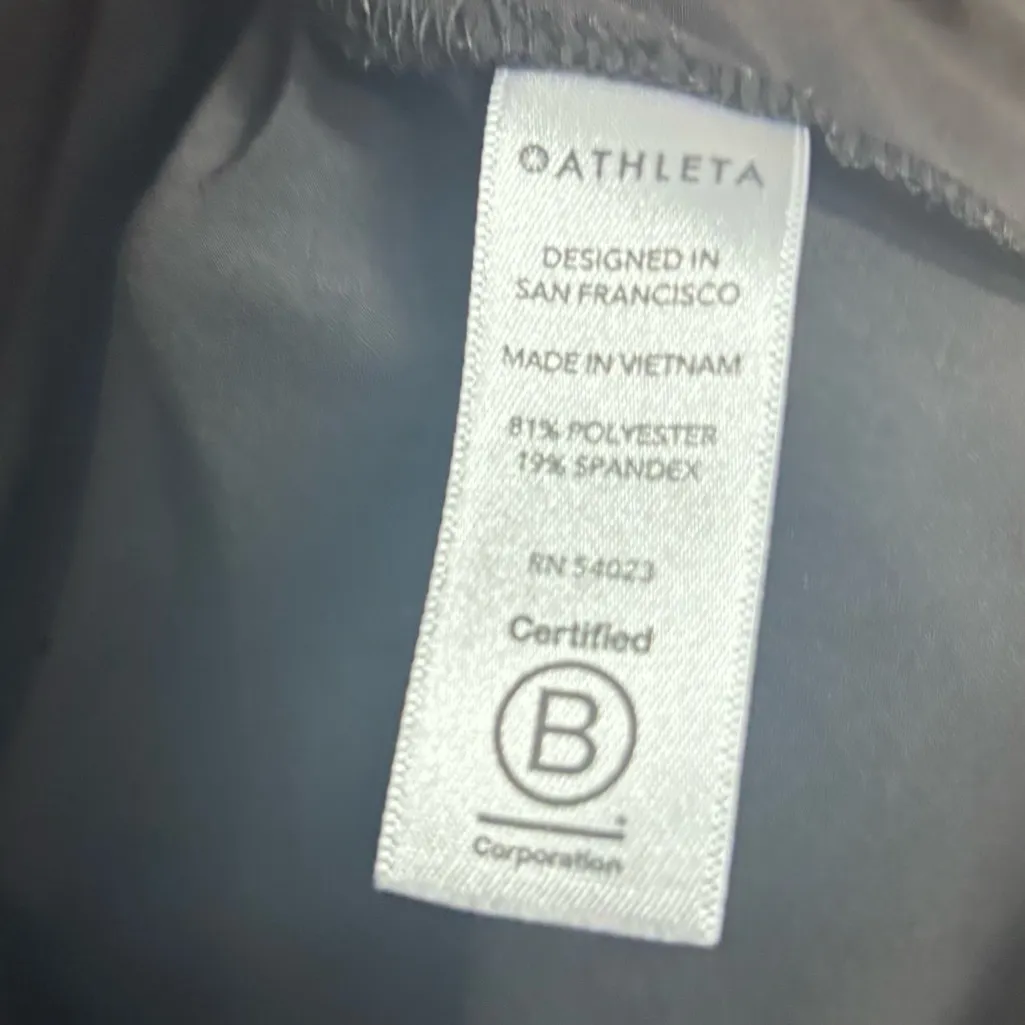 ATHLETA
DESIGNED IN
SAN FRANCISCO
MADE IN VIETNAM
81% POLYESTER
19% SPANDEX
RN 54023
Certified
B
Corporation